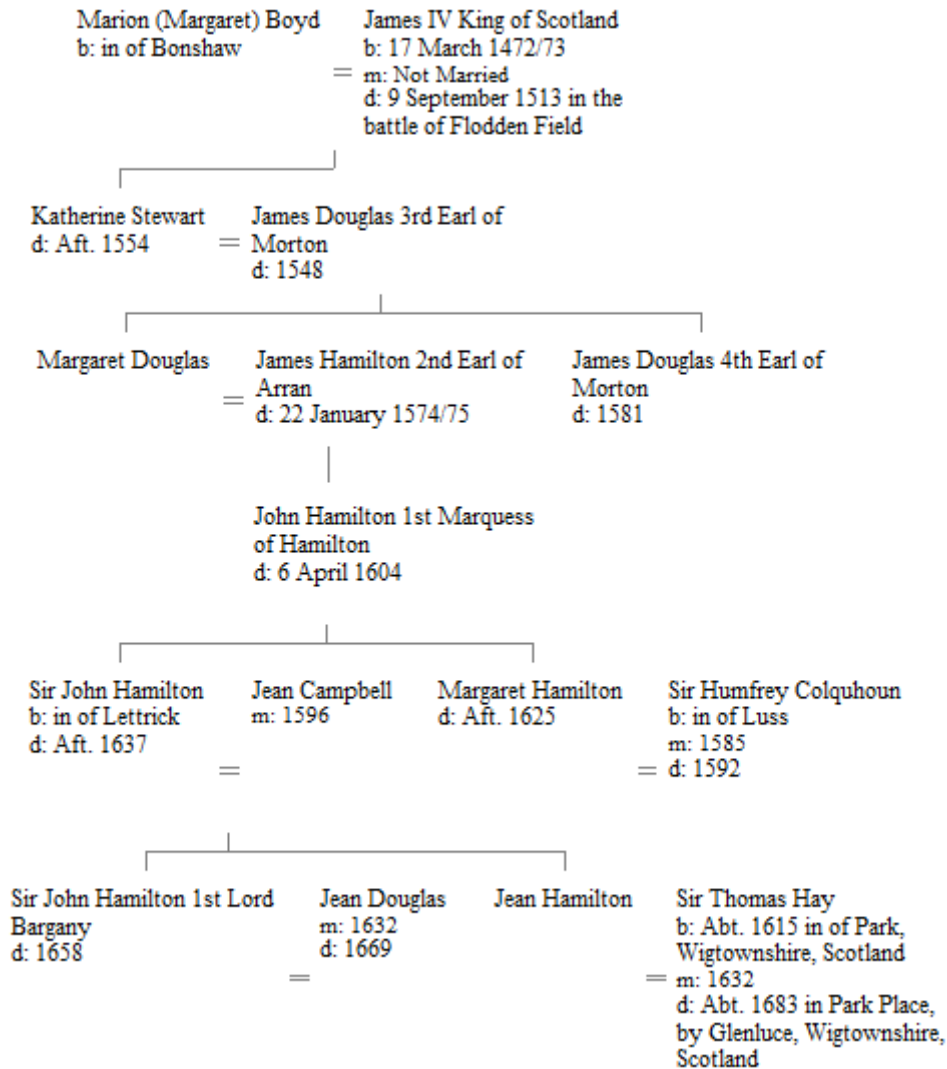 Marion (Margaret) Boyd
b: in of Bonshaw
James IV King of Scotland
b: 17 March 1472/73
m: Not Married
d: 9 September 1513 in the
battle of Flodden Field
=
Katherine Stewart
d: Aft. 1554
=
James Douglas 3rd Earl of
Morton
d: 1548
Margaret Douglas
=
James Hamilton 2nd Earl of
Arran
d: 22 January 1574/75
James Douglas 4th Earl of
Morton
d: 1581
John Hamilton 1st Marquess
of Hamilton
d: 6 April 1604
Sir John Hamilton
b: in of Lettrick
d: Aft. 1637
=
Jean Campbell
m: 1596
Margaret Hamilton
d: Aft. 1625
=
Sir Humfrey Colquhoun
b: in of Luss
m: 1585
d: 1592
Sir John Hamilton 1st Lord
Bargany
d: 1658
=
Jean Douglas
m: 1632
d: 1669
Jean Hamilton
=
Sir Thomas Hay
b: Abt. 1615 in of Park,
Wigtownshire, Scotland
m: 1632
d: Abt. 1683 in Park Place,
by Glenluce, Wigtownshire,
Scotland